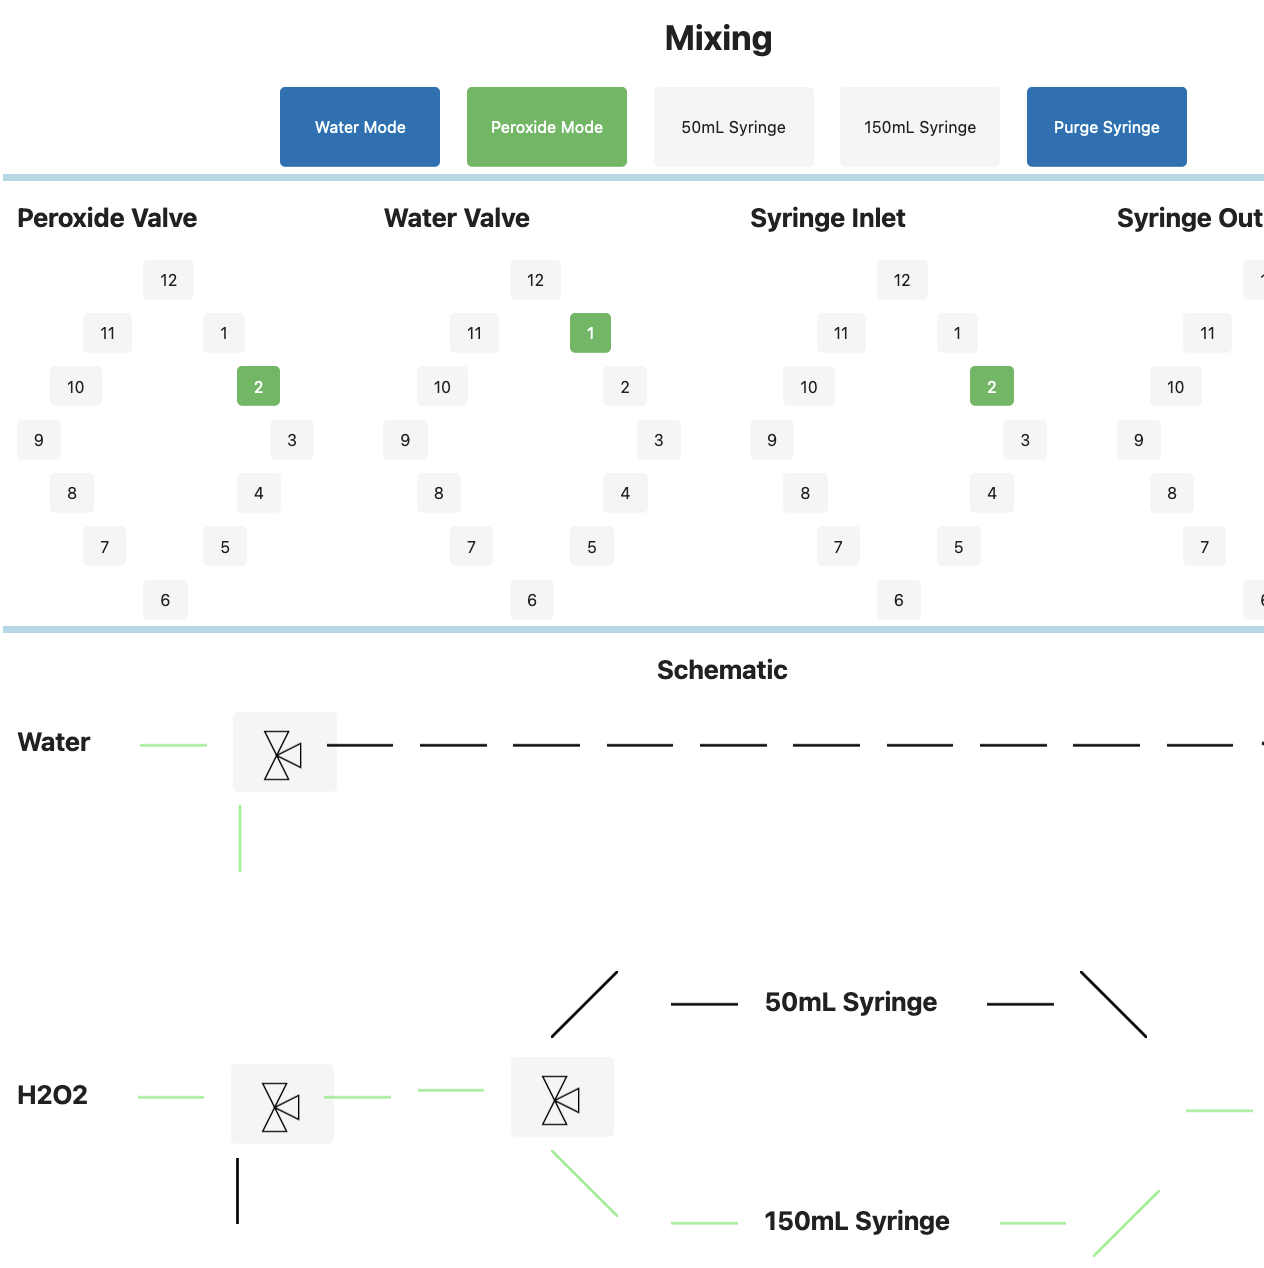 Mixing
Water Mode Peroxide Mode 50mL Syringe 150mL Syringe Purge Syringe
Peroxide Valve Water Valve Syringe Inlet Syringe Out
12 12 12 1
11 1 11 1 11 1 11
10 2 10 2 10 2 10
9 3 9 3 9 3 9
8 4 8 4 8 4 8
7 5 7 5 7 5 7
6 6 6 6
Schematic
Water
50mL Syringe
H2O2
150mL Syringe